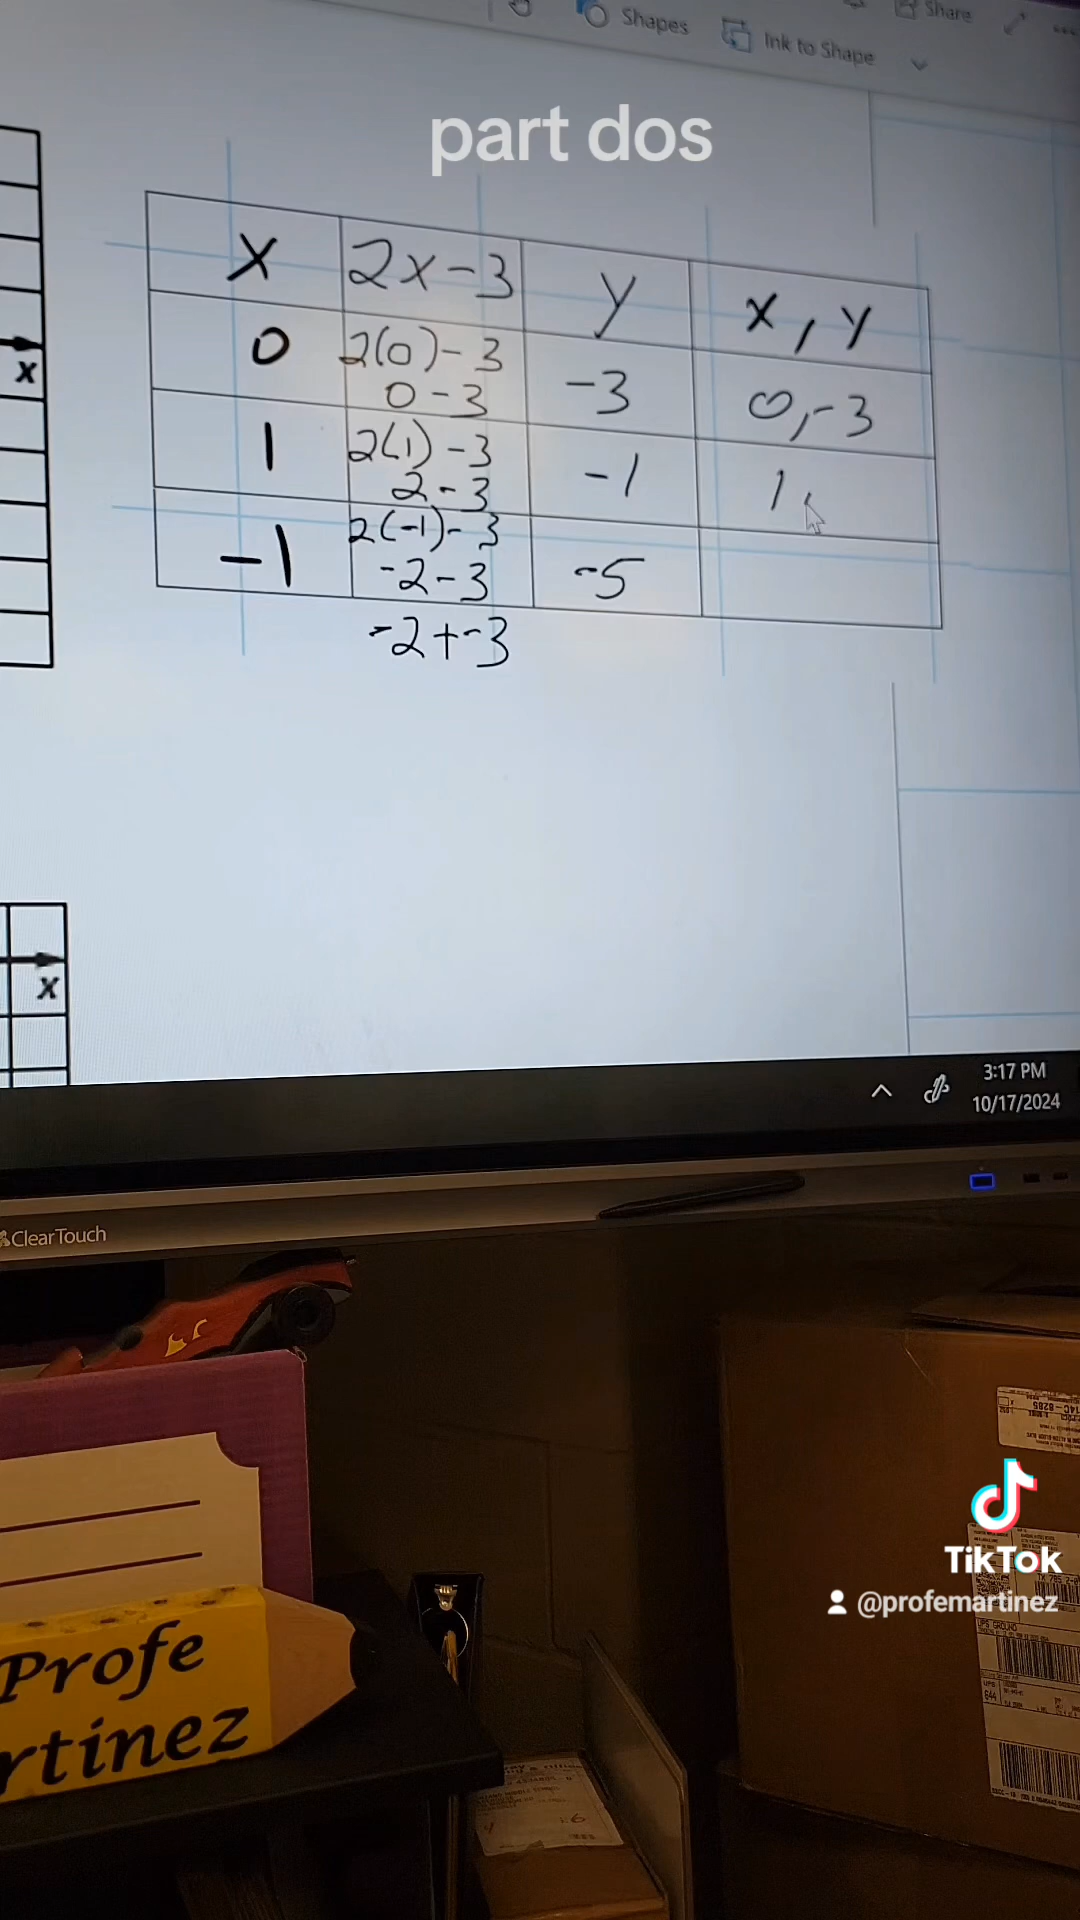 Share
Shapes
Ink to Shape
part dos
x 2x-3 y x, y
0 2(0)-3 -3 0,-3
0-3
1 2(1)-3 -1 1,
2-3
-1 2(-1)-3 -5
-2-3
-2+-3
x
x
3:17 PM
10/17/2024
ClearTouch
Profe
rtinez
TikTok
@profemartinez
UPS GROUND